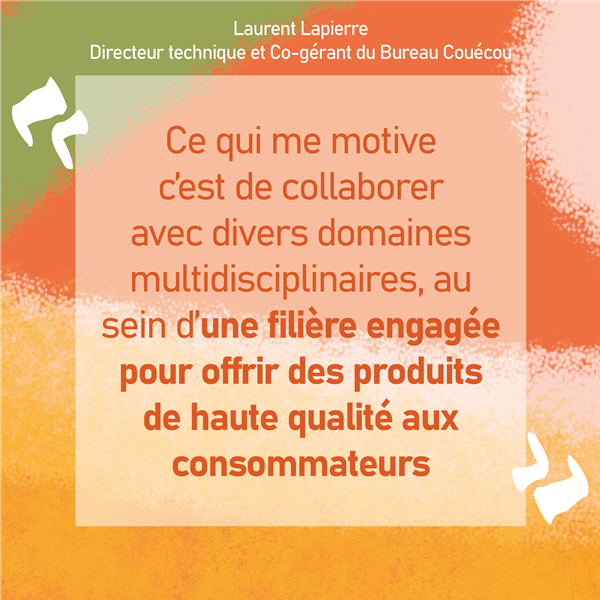 Laurent Lapierre
Directeur technique et Co-gérant du Bureau Couécou
Ce qui me motive
c'est de collaborer
avec divers domaines
multidisciplinaires, au
sein d'une filière engagée
pour offrir des produits
de haute qualité aux
consommateurs